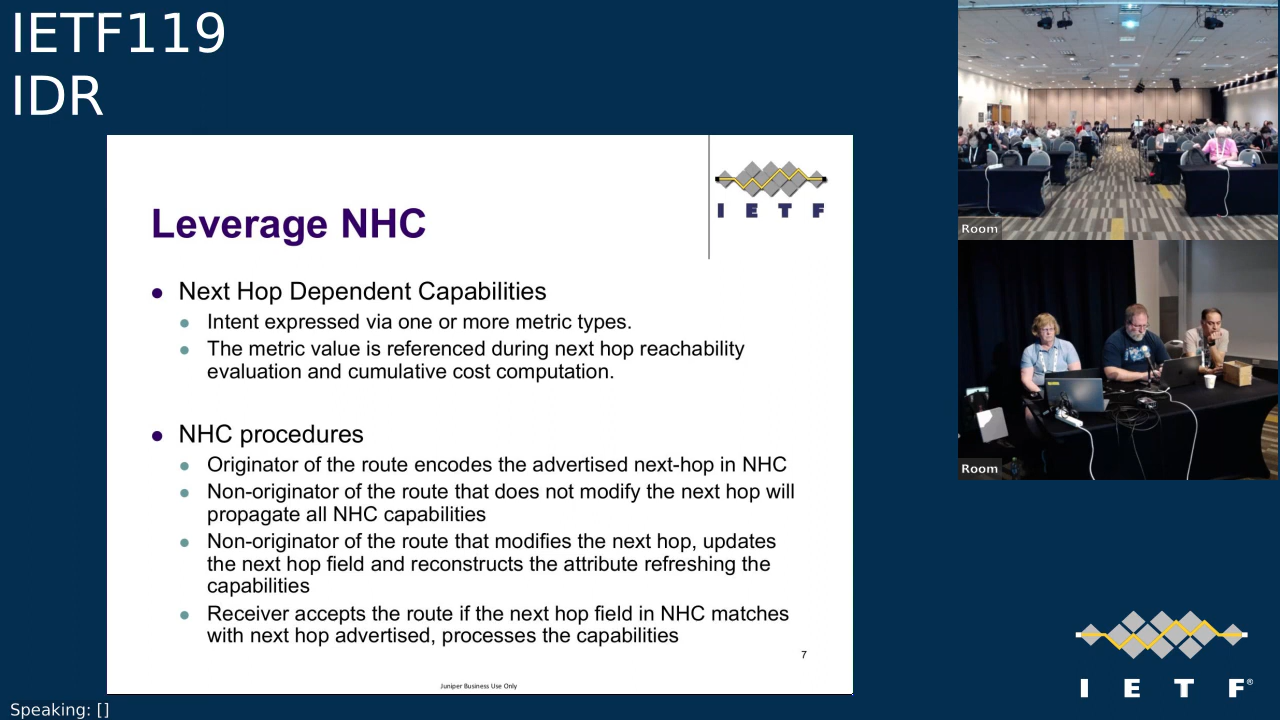 IETF119
IDR
I E T F
Leverage NHC
Next Hop Dependent Capabilities
Intent expressed via one or more metric types.
The metric value is referenced during next hop reachability
evaluation and cumulative cost computation.
NHC procedures
Originator of the route encodes the advertised next-hop in NHC
Non-originator of the route that does not modify the next hop will
propagate all NHC capabilities
Non-originator of the route that modifies the next hop, updates
the next hop field and reconstructs the attribute refreshing the
capabilities
Receiver accepts the route if the next hop field in NHC matches
with next hop advertised, processes the capabilities
7
Juniper Business Use Only
Room
Room
I E T F®
Speaking: []